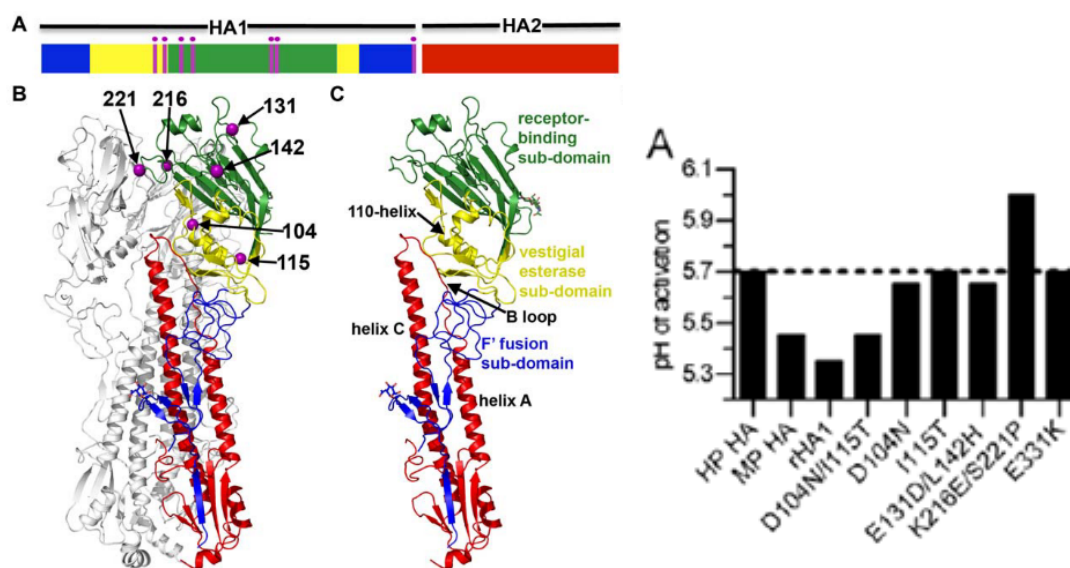 A
HA1
HA2
B
221
216
131
142
104
115
C
receptor-
binding
sub-domain
110-helix
vestigial
esterase
sub-domain
B loop
helix C
F' fusion
sub-domain
helix A
A
pH of activation
6.1
5.9
5.7
5.5
5.3
HP HA
MP HA
rHA1
D104N/I115T
D104N
I115T
E131D/L142H
K216E/S221P
E331K